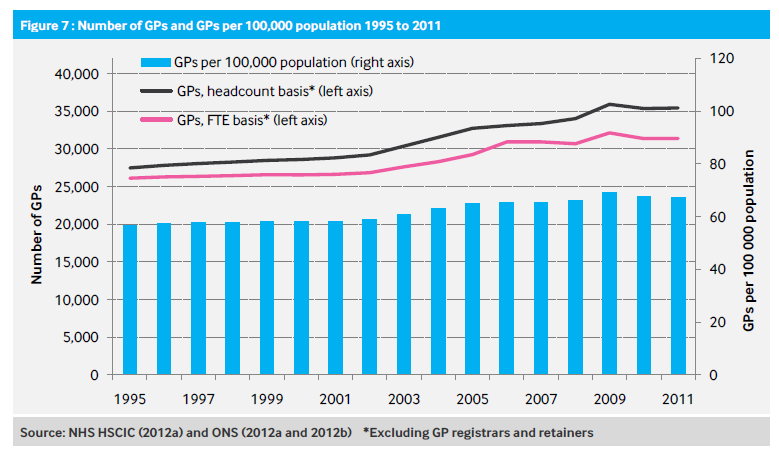 Figure 7 : Number of GPs and GPs per 100,000 population 1995 to 2011
GPs per 100,000 population (right axis)
GPs, headcount basis* (left axis)
GPs, FTE basis* (left axis)
Number of GPs
40,000
35,000
30,000
25,000
20,000
15,000
10,000
5,000
0
120
100
80
60
40
20
0
GPs per 100 000 population
1995 1997 1999 2001 2003 2005 2007 2009 2011
Source: NHS HSCIC (2012a) and ONS (2012a and 2012b) *Excluding GP registrars and retainers